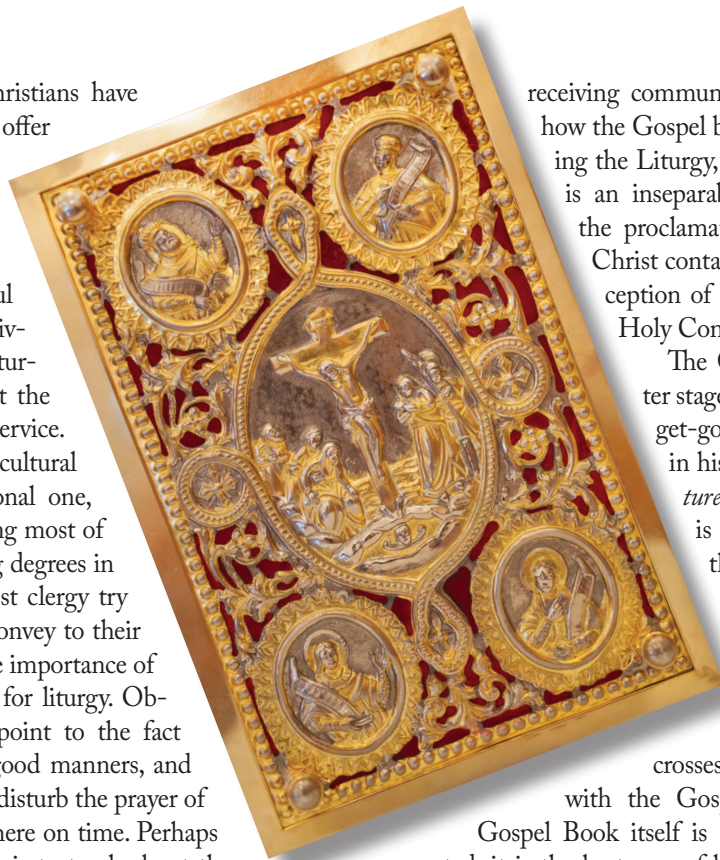 hristians have
offer
ul
iv-
tur-
t the
ervice.
cultural
onal one,
ng most of
g degrees in
st clergy try
onvey to their
e importance of
for liturgy. Ob-
point to the fact
good manners, and
disturb the prayer of
here on time. Perhaps
receiving commun
how the Gospel b
ing the Liturgy,
is an inseparab
the proclama
Christ conta
ception of
Holy Con
The
ter stage
get-go
in his
ture
is
th
crosses
with the Gosp
Gospel Book itself is